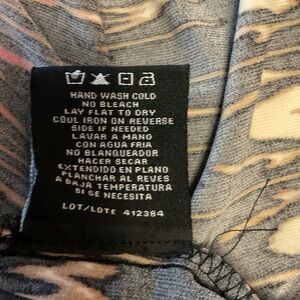 HAND WASH COLD
NO BLEACH
LAY FLAT TO DRY
COOL IRON ON REVERSE
SIDE IF NEEDED
LAVAR A MANO
CON AGUA FRIA
NO BLANQUEADOR
HACER SECAR
EXTENDIDO EN PLANO
PLANCHAR AL REVES
A BAJA TEMPERATURA
SI SE NECESITA
LOT/LOTE 412384